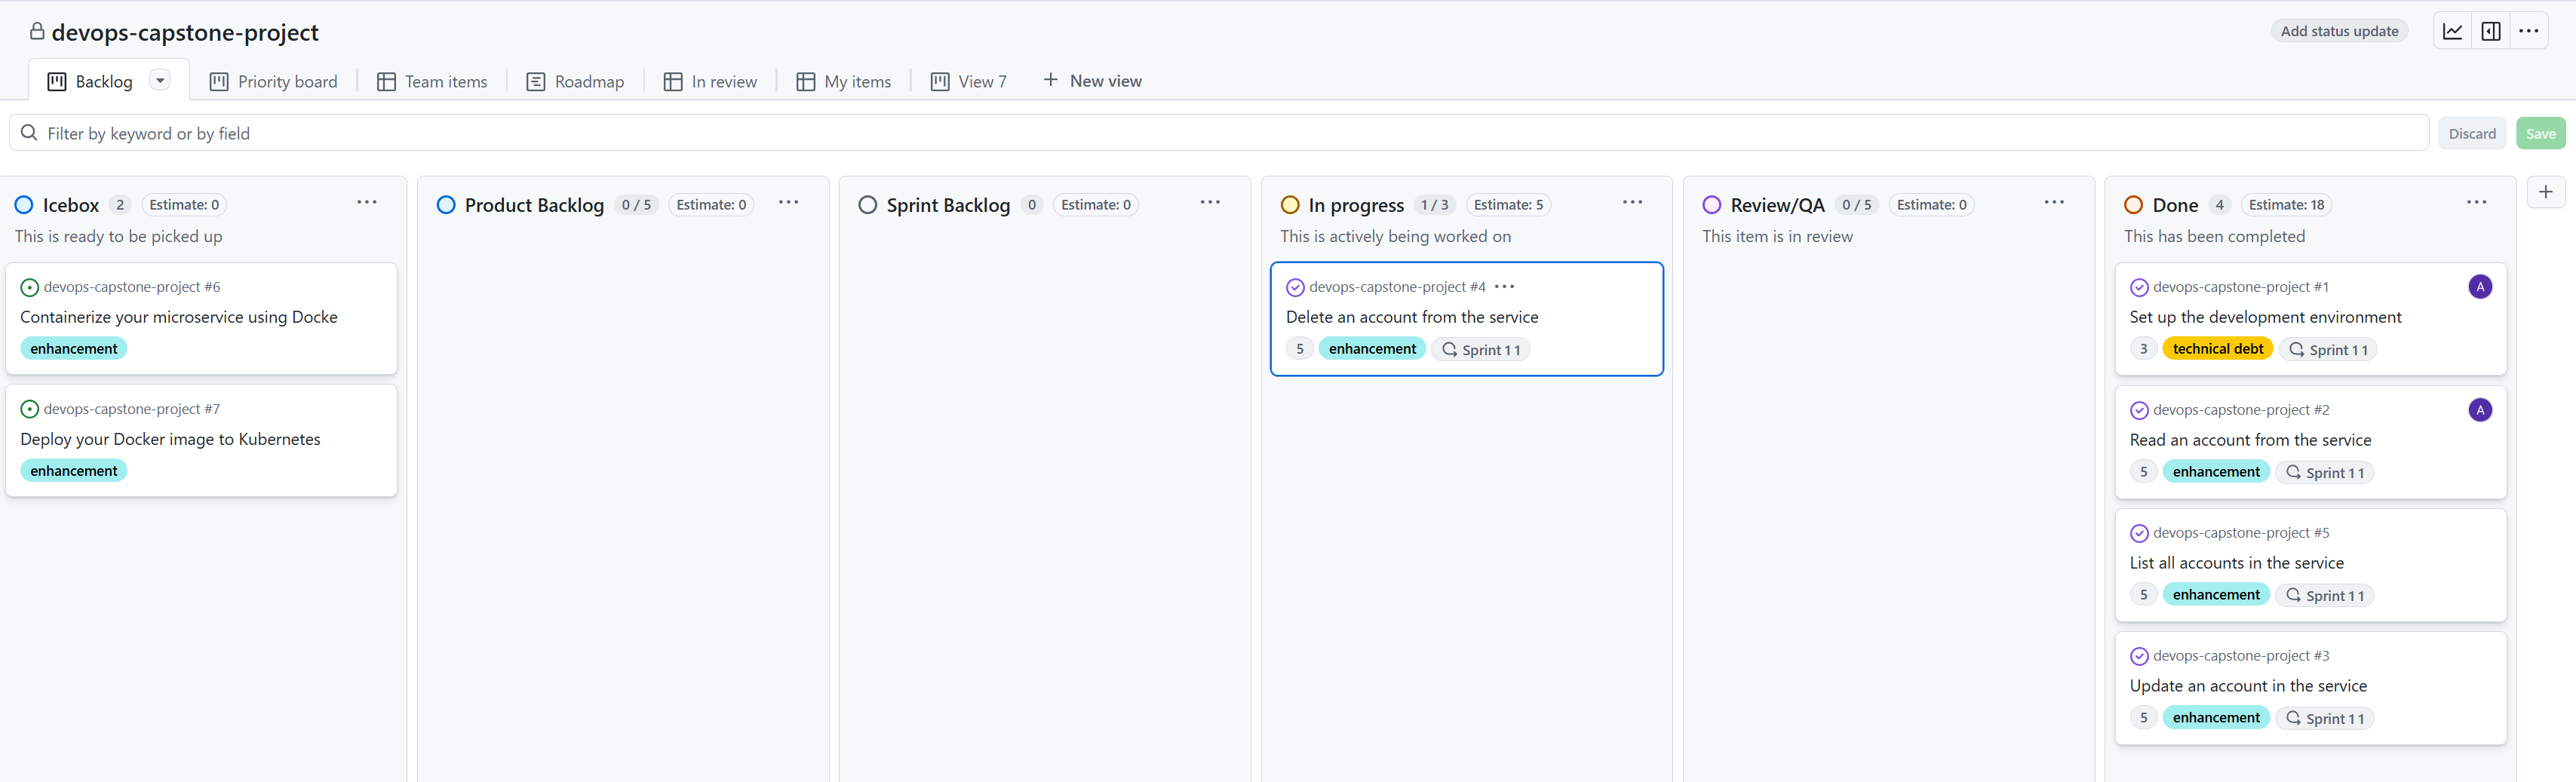 devops-capstone-project
Add status update
Backlog
Priority board
Team items
Roadmap
In review
My items
View 7
New view
Filter by keyword or by field
Discard
Save
Icebox 2 Estimate: 0
This is ready to be picked up
devops-capstone-project #6
Containerize your microservice using Docke
enhancement
devops-capstone-project #7
Deploy your Docker image to Kubernetes
enhancement
Product Backlog 0 / 5 Estimate: 0
Sprint Backlog 0 Estimate: 0
In progress 1 / 3 Estimate: 5
This is actively being worked on
devops-capstone-project #4
Delete an account from the service
5 enhancement Sprint 1 1
Review/QA 0 / 5 Estimate: 0
This item is in review
Done 4 Estimate: 18
This has been completed
devops-capstone-project #1 A
Set up the development environment
3 technical debt Sprint 1 1
devops-capstone-project #2 A
Read an account from the service
5 enhancement Sprint 1 1
devops-capstone-project #5
List all accounts in the service
5 enhancement Sprint 1 1
devops-capstone-project #3
Update an account in the service
5 enhancement Sprint 1 1